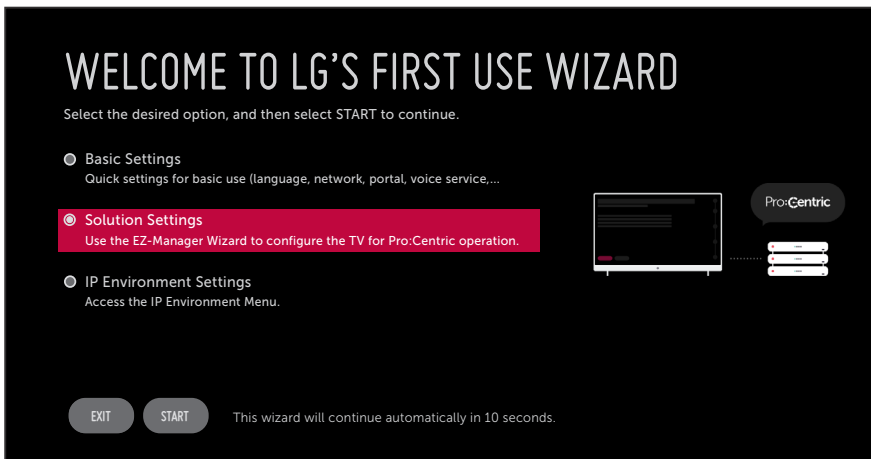 WELCOME TO LG'S FIRST USE WIZARD
Select the desired option, and then select START to continue.
Basic Settings
Quick settings for basic use (language, network, portal, voice service,...
Solution Settings
Use the EZ-Manager Wizard to configure the TV for Pro:Centric operation.
Pro:Centric
IP Environment Settings
Access the IP Environment Menu.
EXIT START This wizard will continue automatically in 10 seconds.